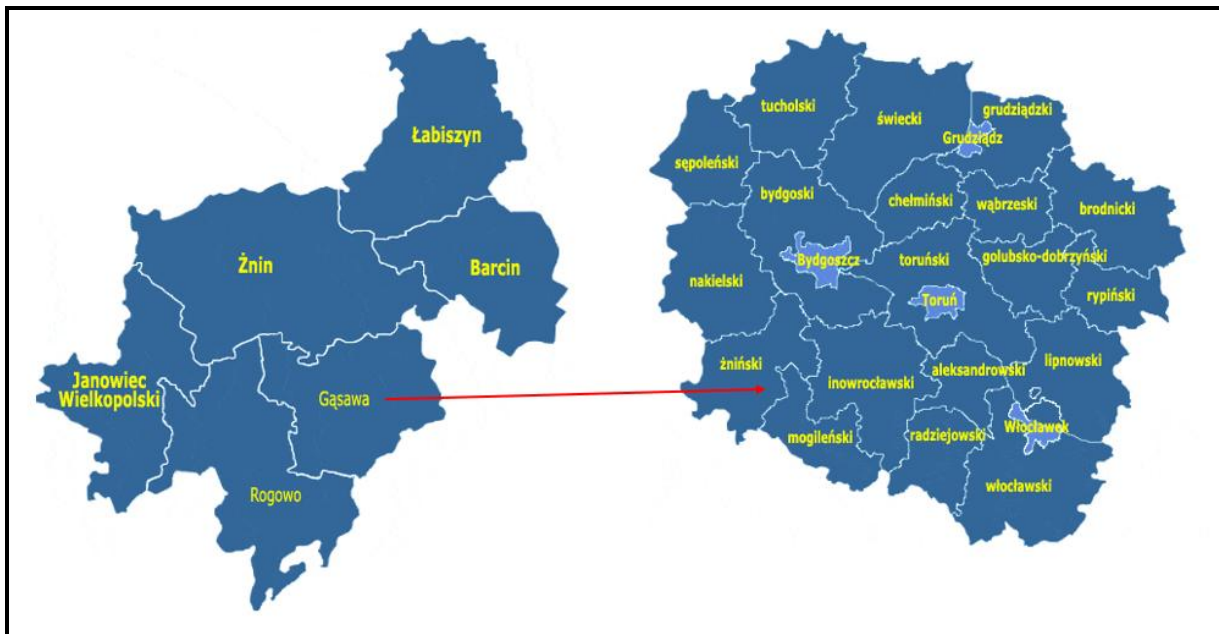 Łabiszyn
Żnin
Barcin
Janowiec
Wielkopolski
Gąsawa
Rogowo
tucholski
świecki
grudziądzki
Grudziądz
sępoleński
bydgoski
chełmiński
wąbrzeski
brodnicki
nakielski
Bydgoszcz
toruński
golubsko-dobrzyński
Toruń
rypiński
żniński
inowrocławski
aleksandrowski
lipnowski
mogileński
radziejowski
Włocławek
włocławski